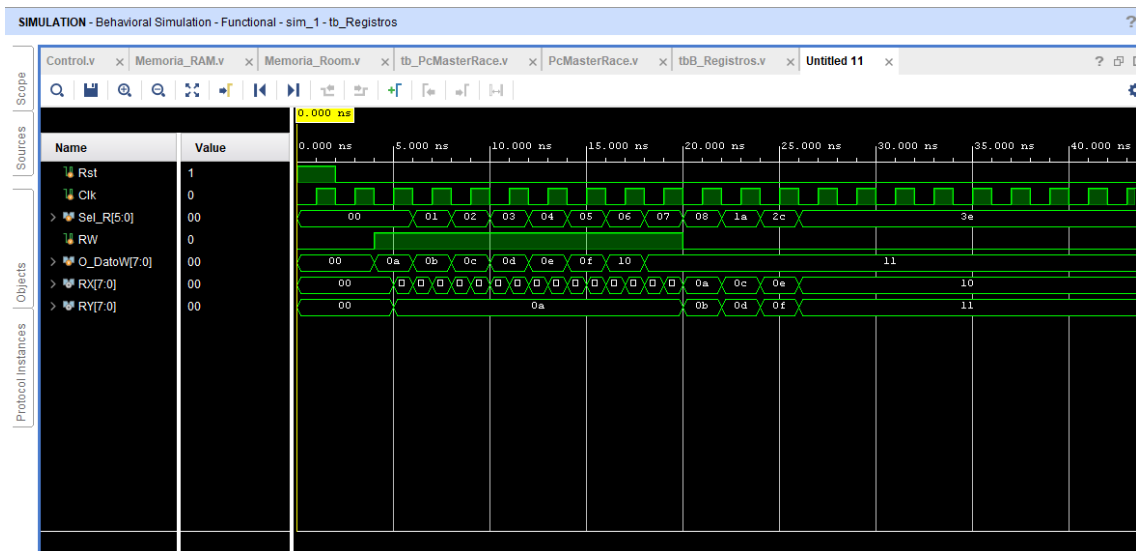 SIMULATION - Behavioral Simulation - Functional - sim_1 - tb_Registros
?
Scope
Sources
Objects
Protocol Instances
Control.v
Memoria_RAM.v
Memoria_Room.v
tb_PcMasterRace.v
PcMasterRace.v
tbB_Registros.v
Untitled 11
?
0.000 ns
Name Value
0.000 ns 5.000 ns 10.000 ns 15.000 ns 20.000 ns 25.000 ns 30.000 ns 35.000 ns 40.000 ns
Rst 1
Clk 0
Sel_R[5:0] 00 00 01 02 03 04 05 06 07 08 1a 2c 3e
RW 0
O_DatoW[7:0] 00 00 0a 0b 0c 0d 0e 0f 10 11
RX[7:0] 00 00 0a 0c 0e 10
RY[7:0] 00 00 0a 0b 0d 0f 11